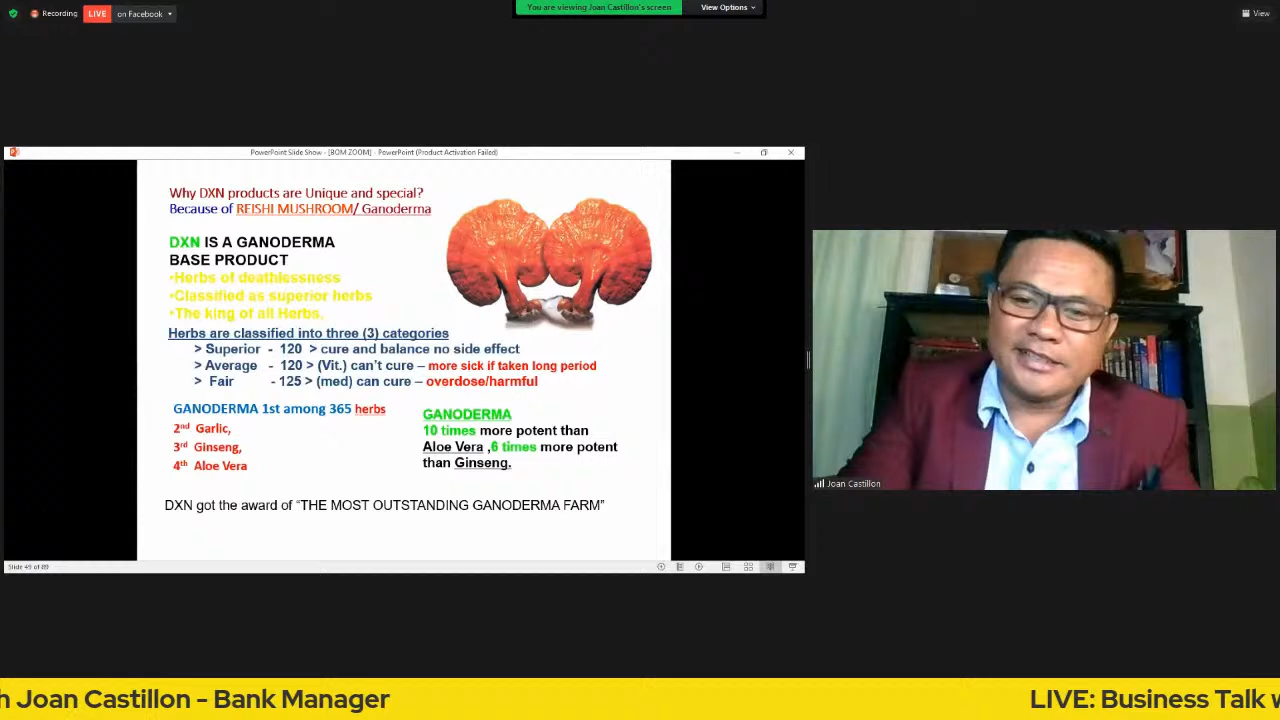 Recording
LIVE
on Facebook
You are viewing Joan Castillon's screen
View Options
View
PowerPoint Slide Show - [BOM ZOOM] - PowerPoint (Product Activation Failed)
Why DXN products are Unique and special?
Because of REISHI MUSHROOM/ Ganoderma
DXN IS A GANODERMA
BASE PRODUCT
•Herbs of deathlessness
•Classified as superior herbs
•The king of all Herbs.
Herbs are classified into three (3) categories
> Superior - 120 > cure and balance no side effect
> Average - 120 > (Vit.) can't cure – more sick if taken long period
> Fair - 125 > (med) can cure – overdose/harmful
GANODERMA 1st among 365 herbs
2nd Garlic,
3rd Ginseng,
4th Aloe Vera
GANODERMA
10 times more potent than
Aloe Vera ,6 times more potent
than Ginseng.
DXN got the award of “THE MOST OUTSTANDING GANODERMA FARM”
Slide 49 of 89
Joan Castillon
h Joan Castillon - Bank Manager
LIVE: Business Talk w